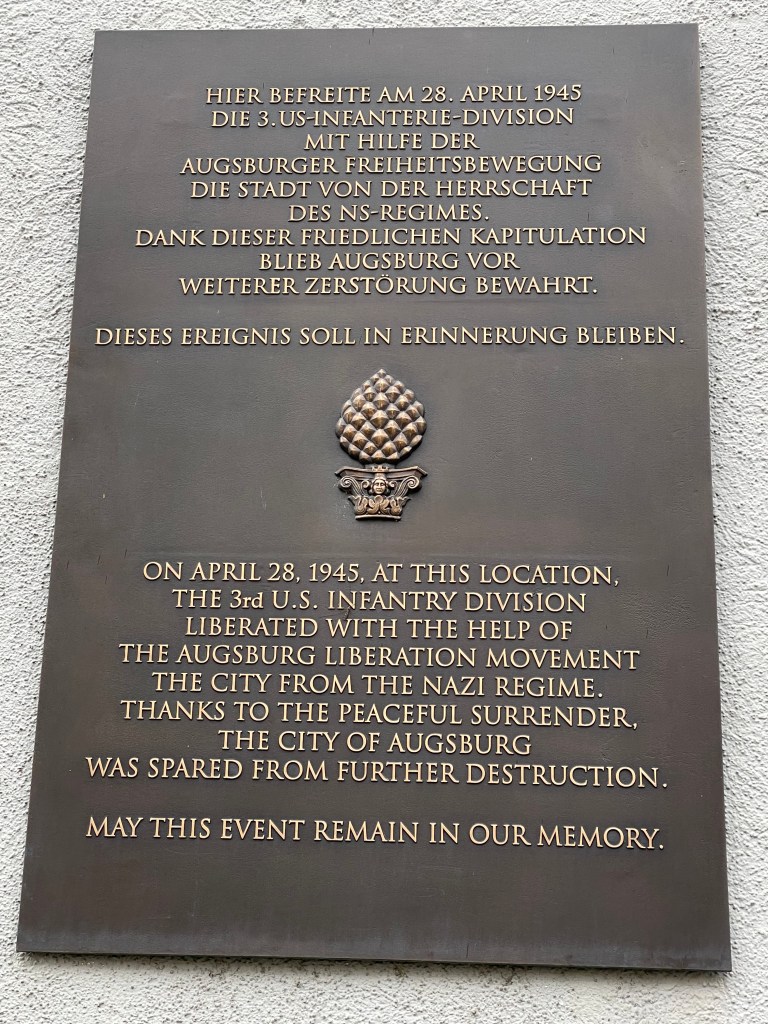 HIER BEFREITE AM 28. APRIL 1945
DIE 3.US-INFANTERIE-DIVISION
MIT HILFE DER
AUGSBURGER FREIHEITSBEWEGUNG
DIE STADT VON DER HERRSCHAFT
DES NS-REGIMES.
DANK DIESER FRIEDLICHEN KAPITULATION
BLIEB AUGSBURG VOR
WEITERER ZERSTÖRUNG BEWAHRT.
DIESES EREIGNIS SOLL IN ERINNERUNG BLEIBEN.
ON APRIL 28, 1945, AT THIS LOCATION,
THE 3rd U.S. INFANTRY DIVISION
LIBERATED WITH THE HELP OF
THE AUGSBURG LIBERATION MOVEMENT
THE CITY FROM THE NAZI REGIME.
THANKS TO THE PEACEFUL SURRENDER,
THE CITY OF AUGSBURG
WAS SPARED FROM FURTHER DESTRUCTION.
MAY THIS EVENT REMAIN IN OUR MEMORY.